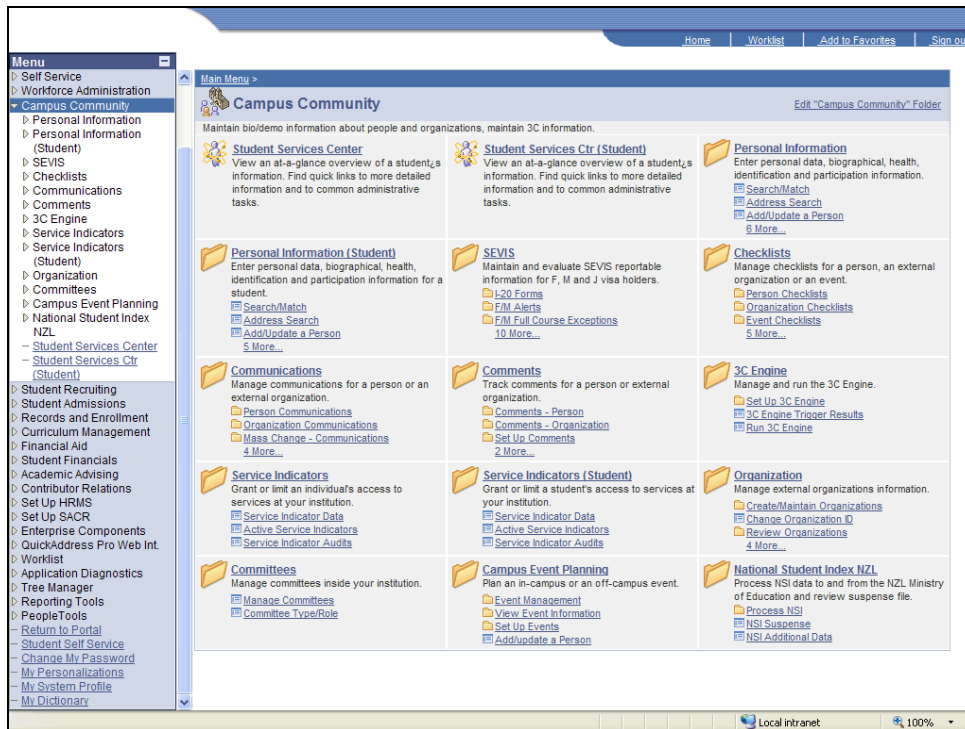 Home Worklist Add to Favorites Sign ou
Menu
Self Service
Workforce Administration
Campus Community
Personal Information
Personal Information
(Student)
SEVIS
Checklists
Communications
Comments
3C Engine
Service Indicators
Service Indicators
(Student)
Organization
Committees
Campus Event Planning
National Student Index
NZL
Student Services Center
Student Services Ctr
(Student)
Student Recruiting
Student Admissions
Records and Enrollment
Curriculum Management
Financial Aid
Student Financials
Academic Advising
Contributor Relations
Set Up HRMS
Set Up SACR
Enterprise Components
QuickAddress Pro Web Int.
Worklist
Application Diagnostics
Tree Manager
Reporting Tools
PeopleTools
Return to Portal
Student Self Service
Change My Password
My Personalizations
My System Profile
My Dictionary
Main Menu >
Campus Community
Edit "Campus Community" Folder
Maintain bio/demo information about people and organizations, maintain 3C information.
Student Services Center
View an at-a-glance overview of a student¿s
information. Find quick links to more detailed
information and to common administrative
tasks.
Student Services Ctr (Student)
View an at-a-glance overview of a student¿s
information. Find quick links to more detailed
information and to common administrative
tasks.
Personal Information
Enter personal data, biographical, health,
identification and participation information.
Search/Match
Address Search
Add/Update a Person
6 More...
Personal Information (Student)
Enter personal data, biographical, health,
identification and participation information for a
student.
Search/Match
Address Search
Add/Update a Person
5 More...
SEVIS
Maintain and evaluate SEVIS reportable
information for F, M and J visa holders.
I-20 Forms
F/M Alerts
F/M Full Course Exceptions
10 More...
Checklists
Manage checklists for a person, an external
organization or an event.
Person Checklists
Organization Checklists
Event Checklists
5 More...
Communications
Manage communications for a person or an
external organization.
Person Communications
Organization Communications
Mass Change - Communications
4 More...
Comments
Track comments for a person or external
organization.
Comments - Person
Comments - Organization
Set Up Comments
2 More...
3C Engine
Manage and run the 3C Engine.
Set Up 3C Engine
3C Engine Trigger Results
Run 3C Engine
Service Indicators
Grant or limit an individual's access to
services at your institution.
Service Indicator Data
Active Service Indicators
Service Indicator Audits
Service Indicators (Student)
Grant or limit a student's access to services at
your institution.
Service Indicator Data
Active Service Indicators
Service Indicator Audits
Organization
Manage external organizations information.
Create/Maintain Organizations
Change Organization ID
Review Organizations
4 More...
Committees
Manage committees inside your institution.
Manage Committees
Committee Type/Role
Campus Event Planning
Plan an in-campus or an off-campus event.
Event Management
View Event Information
Set Up Events
Add/update a Person
National Student Index NZL
Process NSI data to and from the NZL Ministry
of Education and review suspense file.
Process NSI
NSI Suspense
NSI Additional Data
Local intranet 100%